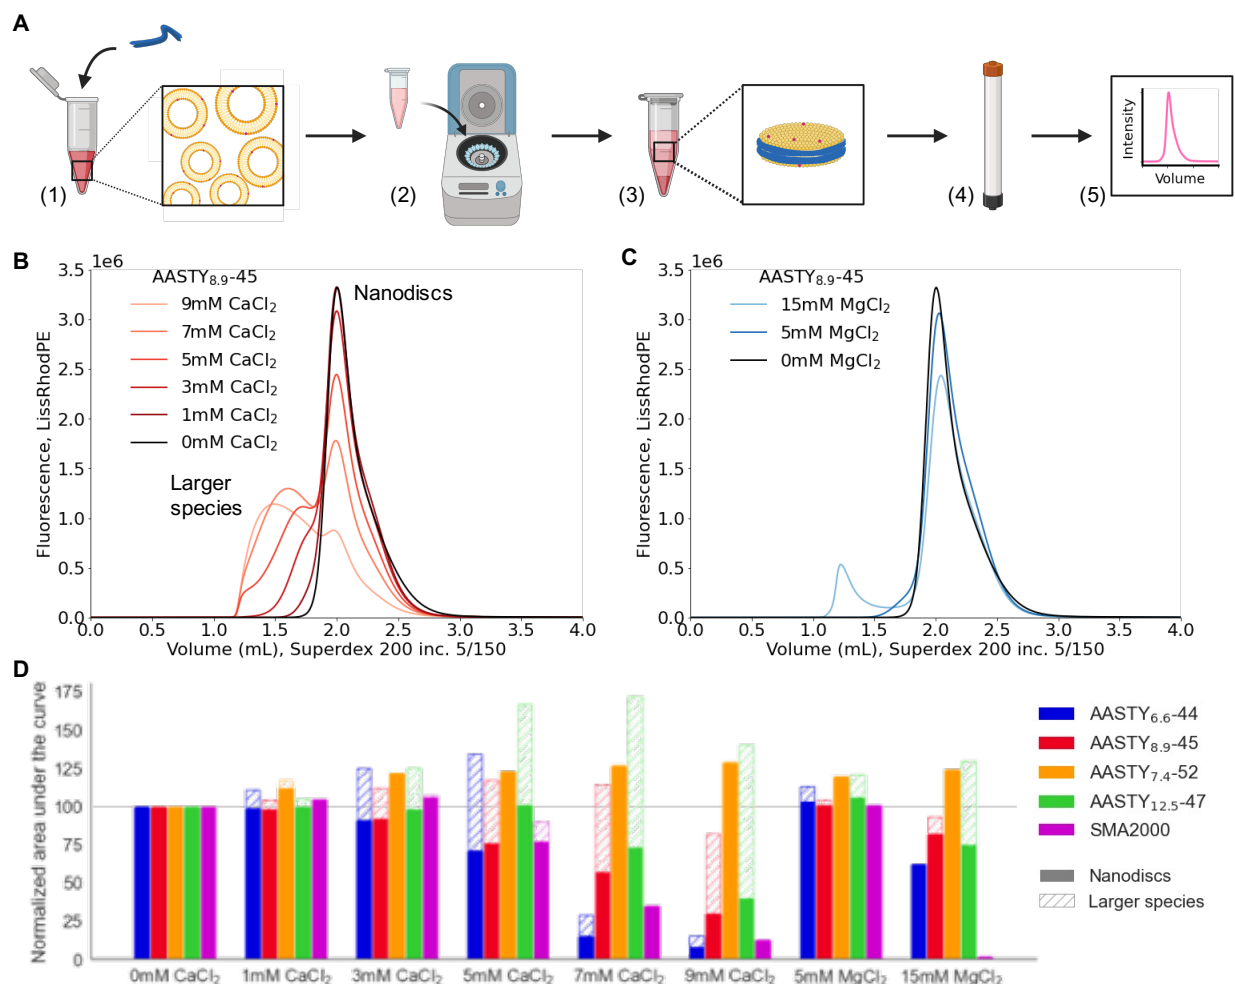 A
(1)
(2)
(3)
(4)
(5)
Intensity
Volume
B
1e6
AASTY₈.₉-45
9mM CaCl₂
7mM CaCl₂
5mM CaCl₂
3mM CaCl₂
1mM CaCl₂
0mM CaCl₂
Nanodiscs
Larger
species
Fluorescence, LissRhodPE
3.5
3.0
2.5
2.0
1.5
1.0
0.5
0.0
0.0 0.5 1.0 1.5 2.0 2.5 3.0 3.5 4.0
Volume (mL), Superdex 200 inc. 5/150
C
1e6
AASTY₈.₉-45
15mM MgCl₂
5mM MgCl₂
0mM MgCl₂
Fluorescence, LissRhodPE
3.5
3.0
2.5
2.0
1.5
1.0
0.5
0.0
0.0 0.5 1.0 1.5 2.0 2.5 3.0 3.5 4.0
Volume (mL), Superdex 200 inc. 5/150
D
Normalized area under the curve
175
150
125
100
75
50
25
0
0mM CaCl₂ 1mM CaCl₂ 3mM CaCl₂ 5mM CaCl₂ 7mM CaCl₂ 9mM CaCl₂ 5mM MgCl₂ 15mM MgCl₂
AASTY₆.₆-44
AASTY₈.₉-45
AASTY₇.₄-52
AASTY₁₂.₅-47
SMA2000
Nanodiscs
Larger species